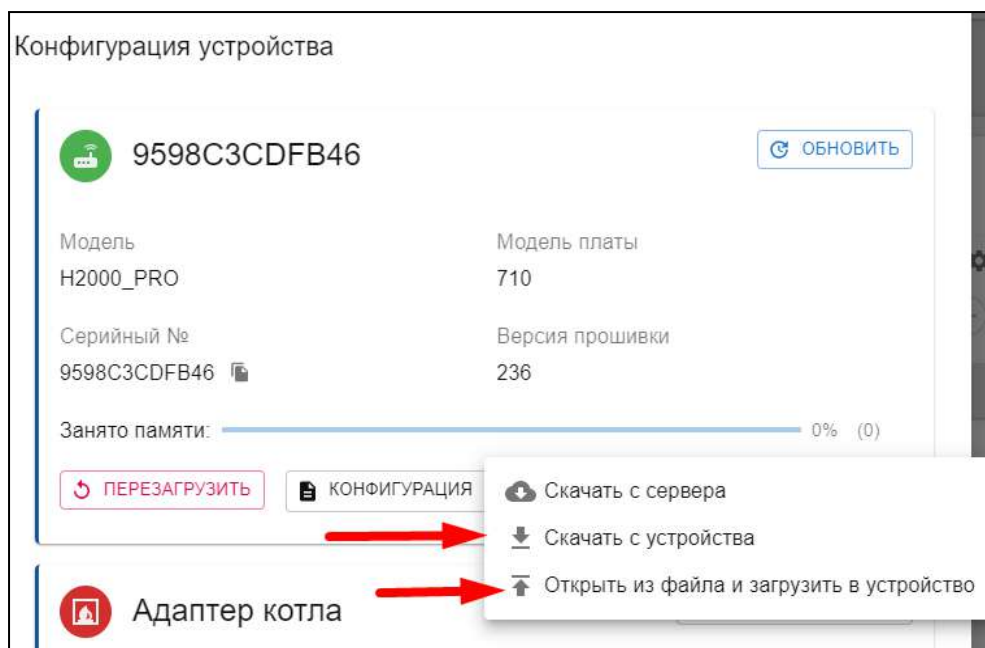 Конфигурация устройства
9598C3CDFB46
ОБНОВИТЬ
Модель
Модель платы
H2000_PRO
710
Серийный №
Версия прошивки
9598C3CDFB46
236
Занято памяти: 0% (0)
ПЕРЕЗАГРУЗИТЬ
КОНФИГУРАЦИЯ
Скачать с сервера
Скачать с устройства
Открыть из файла и загрузить в устройство
Адаптер котла